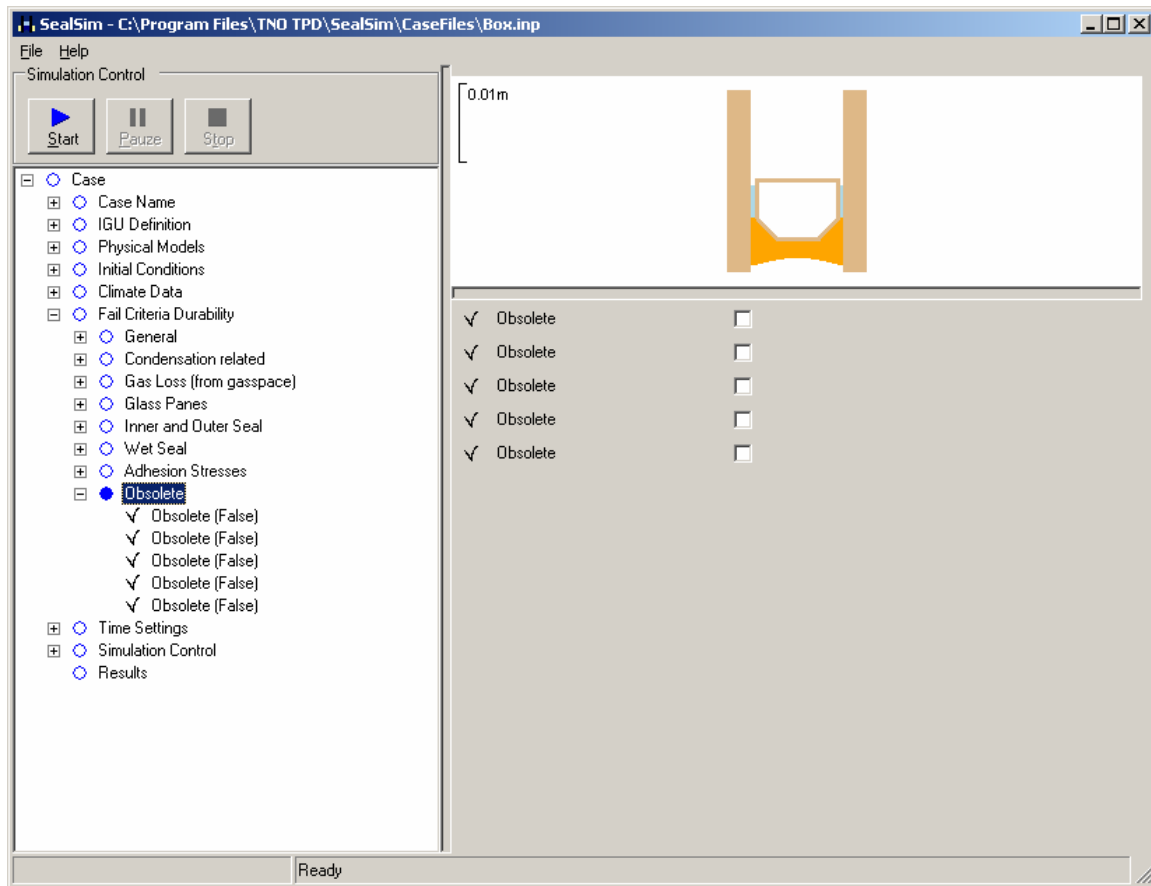 SealSim - C:\Program Files\TNO TPD\SealSim\CaseFiles\Box.inp
File Help
Simulation Control
Start Pauze Stop
Case
Case Name
IGU Definition
Physical Models
Initial Conditions
Climate Data
Fail Criteria Durability
General
Condensation related
Gas Loss (from gasspace)
Glass Panes
Inner and Outer Seal
Wet Seal
Adhesion Stresses
Obsolete
Obsolete (False)
Obsolete (False)
Obsolete (False)
Obsolete (False)
Obsolete (False)
Time Settings
Simulation Control
Results
0.01m
Obsolete
Obsolete
Obsolete
Obsolete
Obsolete
Ready